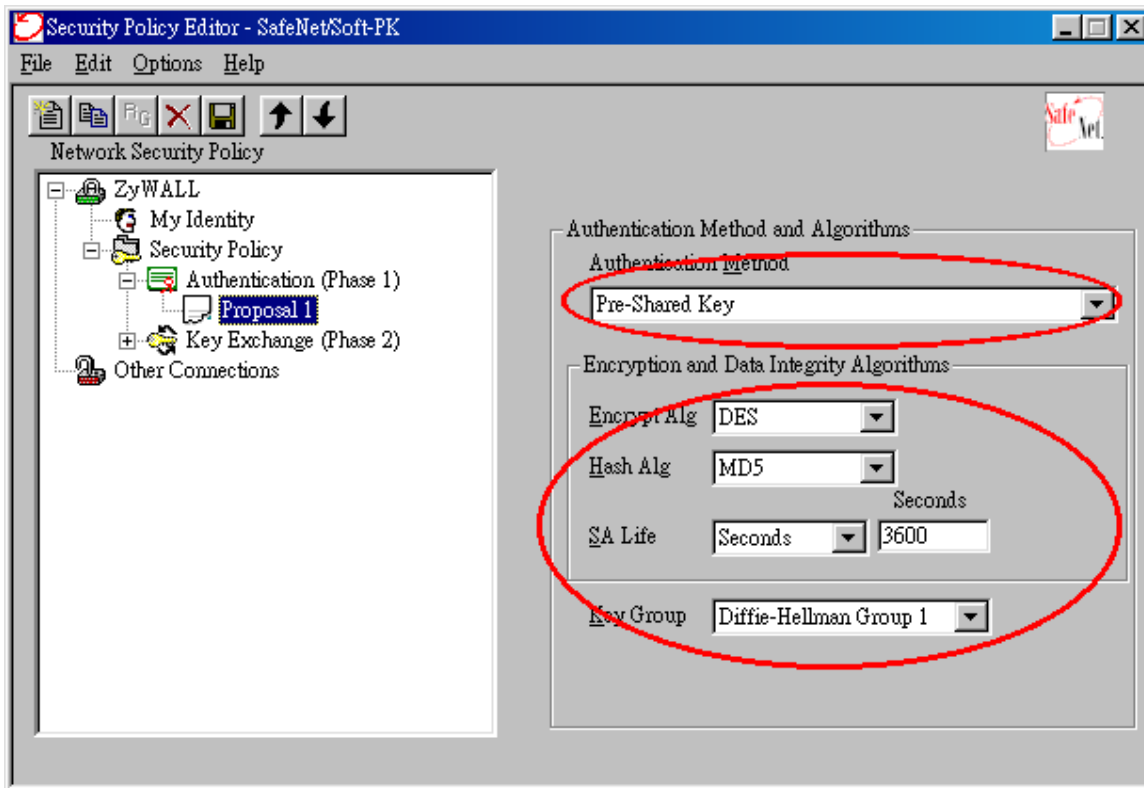 Security Policy Editor - SafeNet/Soft-PK
File Edit Options Help
Network Security Policy
Safe
Net.
ZyWALL
My Identity
Security Policy
Authentication (Phase 1)
Proposal 1
Key Exchange (Phase 2)
Other Connections
Authentication Method and Algorithms
Authentication Method
Pre-Shared Key
Encryption and Data Integrity Algorithms
Encrypt Alg DES
Hash Alg MD5
Seconds
SA Life Seconds 3600
Key Group Diffie-Hellman Group 1